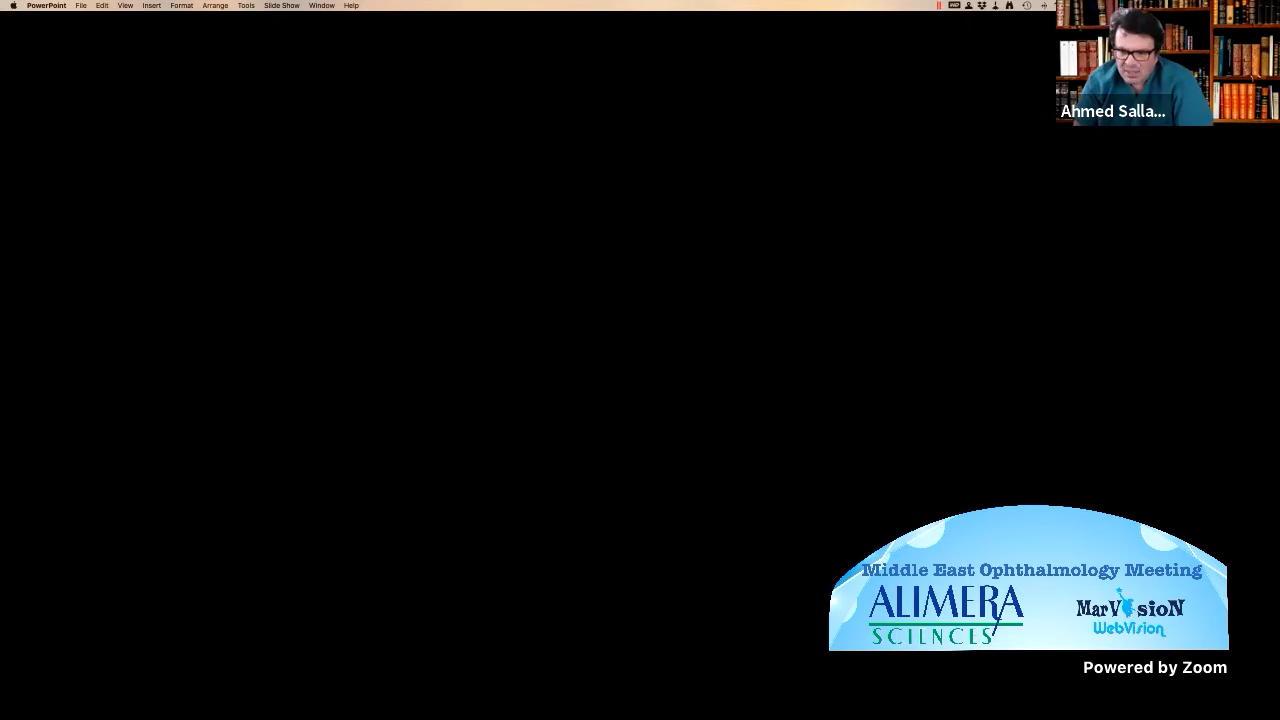 PowerPoint File Edit View Insert Format Arrange Tools Slide Show Window Help
Ahmed Salla...
Middle East Ophthalmology Meeting
ALIMERA
SCIENCES
MarVisioN
WebVision
Powered by Zoom